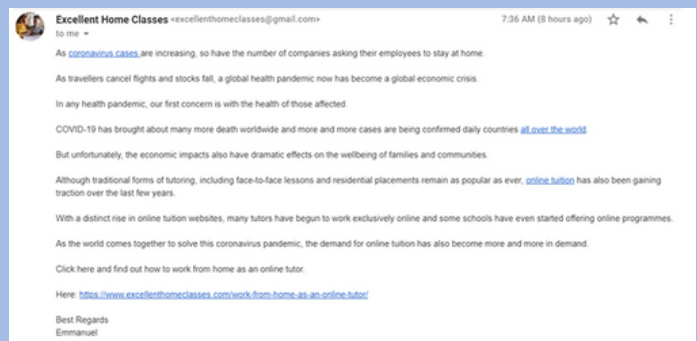 Excellent Home Classes <excellenthomeclasses@gmail.com> 7:36 AM (8 hours ago)
to me
As coronavirus cases are increasing, so have the number of companies asking their employees to stay at home.
As travellers cancel flights and stocks fall, a global health pandemic now has become a global economic crisis.
In any health pandemic, our first concern is with the health of those affected.
COVID-19 has brought about many more death worldwide and more and more cases are being confirmed daily countries all over the world.
But unfortunately, the economic impacts also have dramatic effects on the wellbeing of families and communities.
Although traditional forms of tutoring, including face-to-face lessons and residential placements remain as popular as ever, online tuition has also been gaining
traction over the last few years.
With a distinct rise in online tuition websites, many tutors have begun to work exclusively online and some schools have even started offering online programmes.
As the world comes together to solve this coronavirus pandemic, the demand for online tuition has also become more and more in demand.
Click here and find out how to work from home as an online tutor.
Here: https://www.excellenthomeclasses.com/work-from-home-as-an-online-tutor/
Best Regards
Emmanuel